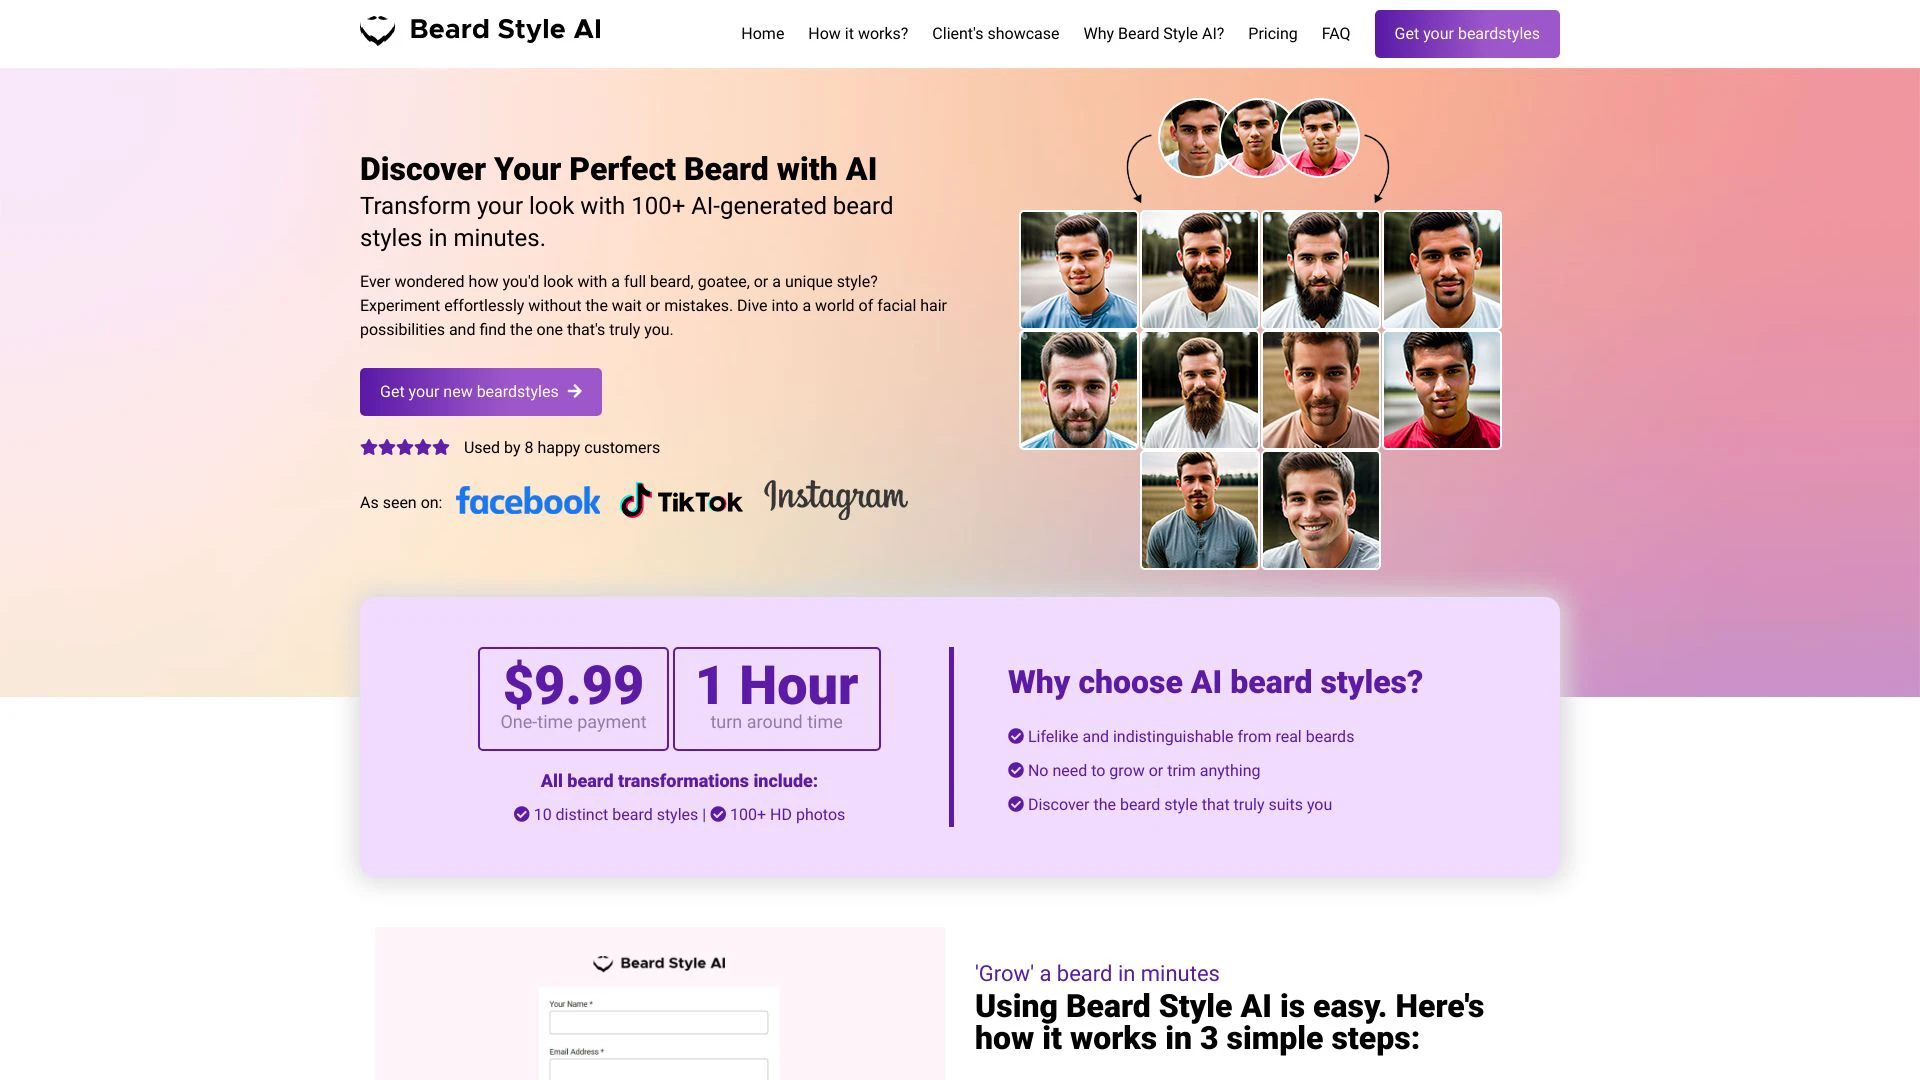 Beard Style AI
Home
How it works?
Client's showcase
Why Beard Style AI?
Pricing
FAQ
Get your beardstyles
Discover Your Perfect Beard with AI
Transform your look with 100+ AI-generated beard
styles in minutes.
Ever wondered how you'd look with a full beard, goatee, or a unique style?
Experiment effortlessly without the wait or mistakes. Dive into a world of facial hair
possibilities and find the one that's truly you.
Get your new beardstyles
Used by 8 happy customers
As seen on: facebook TikTok Instagram
$9.99
One-time payment
1 Hour
turn around time
All beard transformations include:
10 distinct beard styles | 100+ HD photos
Why choose AI beard styles?
Lifelike and indistinguishable from real beards
No need to grow or trim anything
Discover the beard style that truly suits you
Beard Style AI
Your Name *
Email Address *
'Grow' a beard in minutes
Using Beard Style AI is easy. Here's
how it works in 3 simple steps: